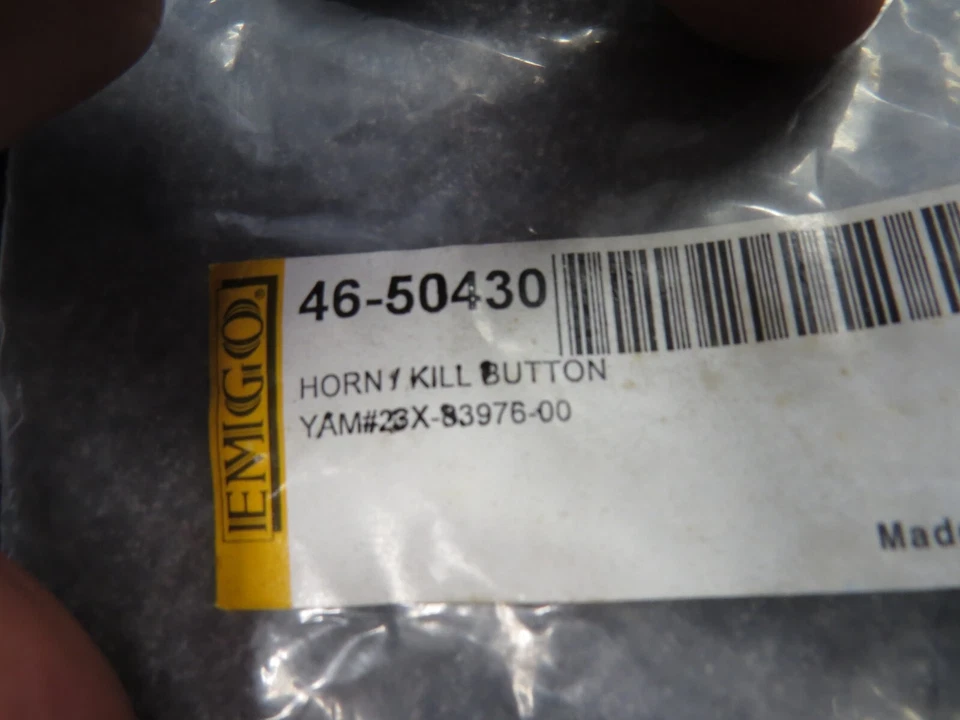 EMGO®
46-50430
HORN / KILL BUTTON
YAM#23X-83976-00
Made